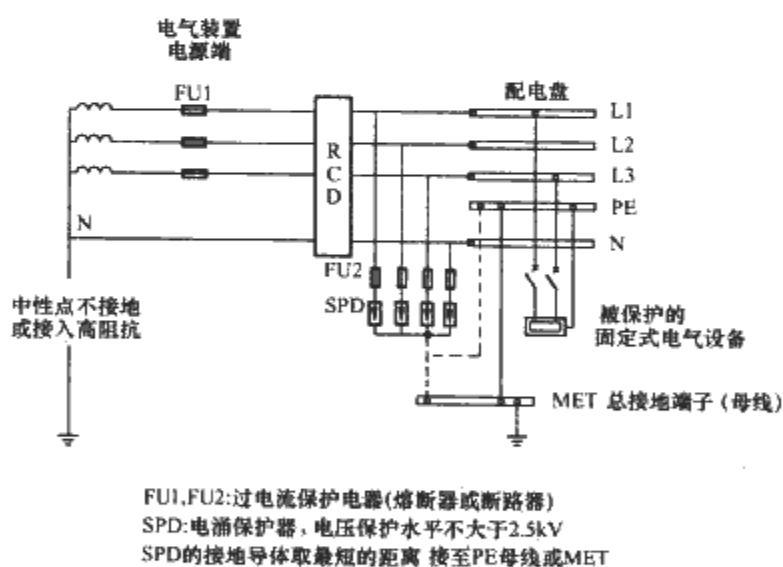 电气装置
电源端
FU1
配电盘
L1
L2
L3
PE
N
RCD
N
FU2
SPD
中性点不接地
或接入高阻抗
被保护的
固定式电气设备
MET 总接地端子(母线)
FU1,FU2:过电流保护电器(熔断器或断路器)
SPD:电涌保护器，电压保护水平不大于2.5kV
SPD的接地导体取最短的距离 接至PE母线或MET